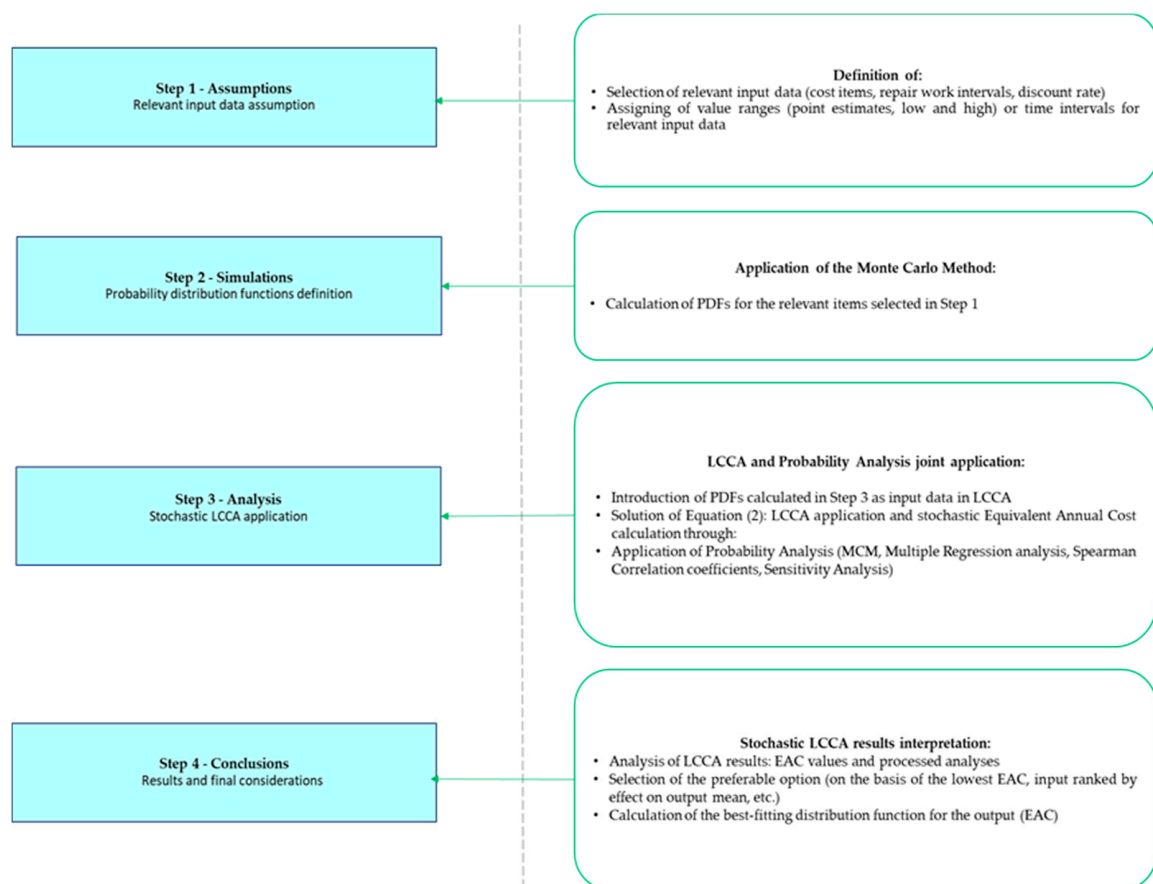 Step 1 - Assumptions
Relevant input data assumption
Definition of:
• Selection of relevant input data (cost items, repair work intervals, discount rate)
• Assigning of value ranges (point estimates, low and high) or time intervals for
relevant input data
Step 2 - Simulations
Probability distribution functions definition
Application of the Monte Carlo Method:
• Calculation of PDFs for the relevant items selected in Step 1
Step 3 - Analysis
Stochastic LCCA application
LCCA and Probability Analysis joint application:
• Introduction of PDFs calculated in Step 3 as input data in LCCA
• Solution of Equation (2): LCCA application and stochastic Equivalent Annual Cost
calculation through:
• Application of Probability Analysis (MCM, Multiple Regression analysis, Spearman
Correlation coefficients, Sensitivity Analysis)
Step 4 - Conclusions
Results and final considerations
Stochastic LCCA results interpretation:
• Analysis of LCCA results: EAC values and processed analyses
• Selection of the preferable option (on the basis of the lowest EAC, input ranked by
effect on output mean, etc.)
• Calculation of the best-fitting distribution function for the output (EAC)